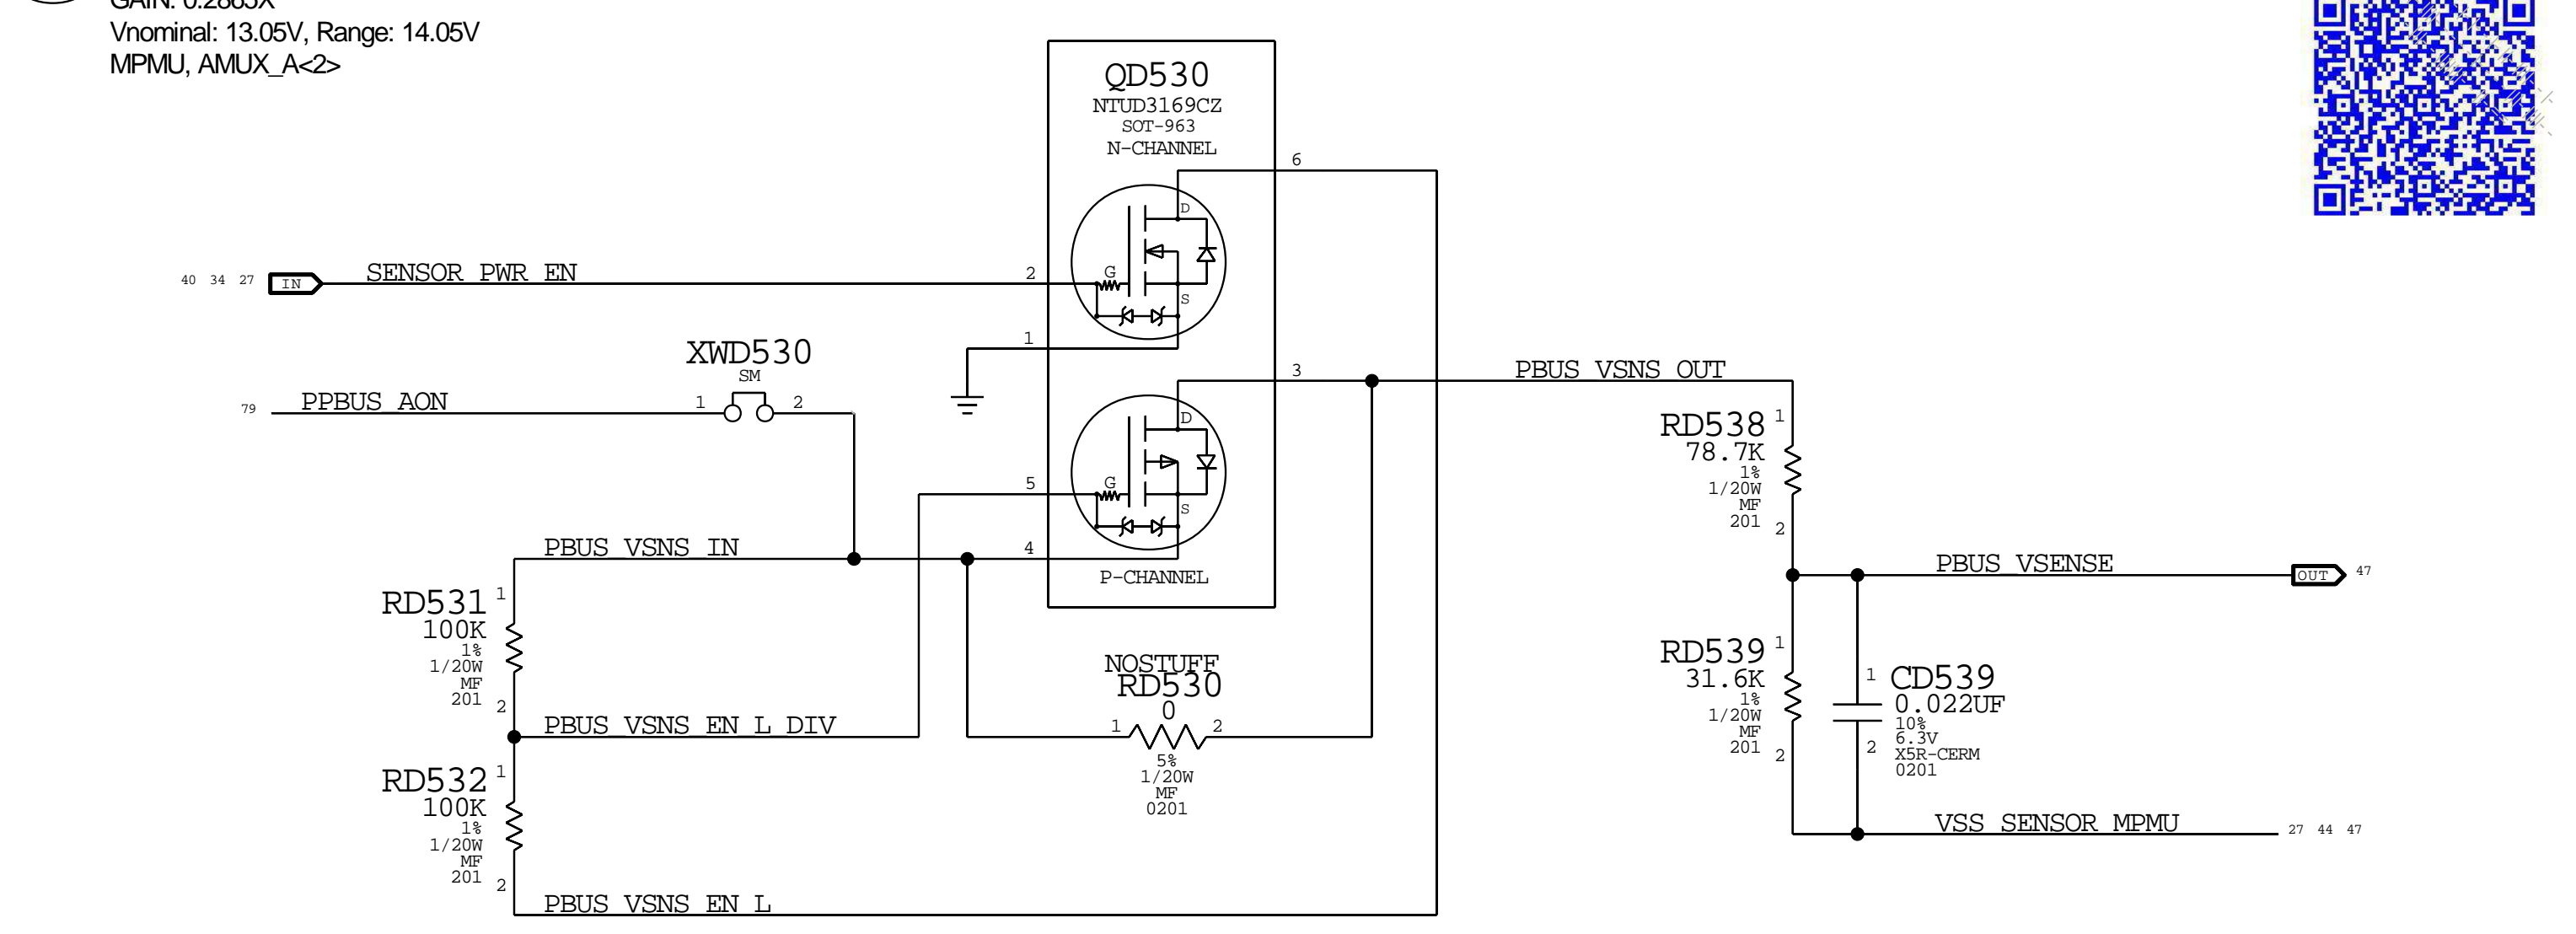 GAIN: 0.2865X
Vnominal: 13.05V, Range: 14.05V
MPMU, AMUX_A<2>
QD530
NTUD3169CZ
SOT-963
N-CHANNEL
6
D
G
S
2
1
40 34 27
IN
SENSOR_PWR_EN
XWD530
SM
1
2
79
PPBUS_AON
3
D
G
S
5
4
P-CHANNEL
PBUS_VSNS_OUT
PBUS_VSNS_IN
RD531
100K
1%
1/20W
MF
201
1
2
PBUS_VSNS_EN_L_DIV
RD532
100K
1%
1/20W
MF
201
1
2
PBUS_VSNS_EN_L
NOSTUFF
RD530
0
1
2
5%
1/20W
MF
0201
RD538
78.7K
1%
1/20W
MF
201
1
2
PBUS_VSENSE
OUT
47
RD539
31.6K
1%
1/20W
MF
201
1
2
1
2
CD539
0.022UF
10%
6.3V
X5R-CERM
0201
VSS_SENSOR_MPMU
27 44 47